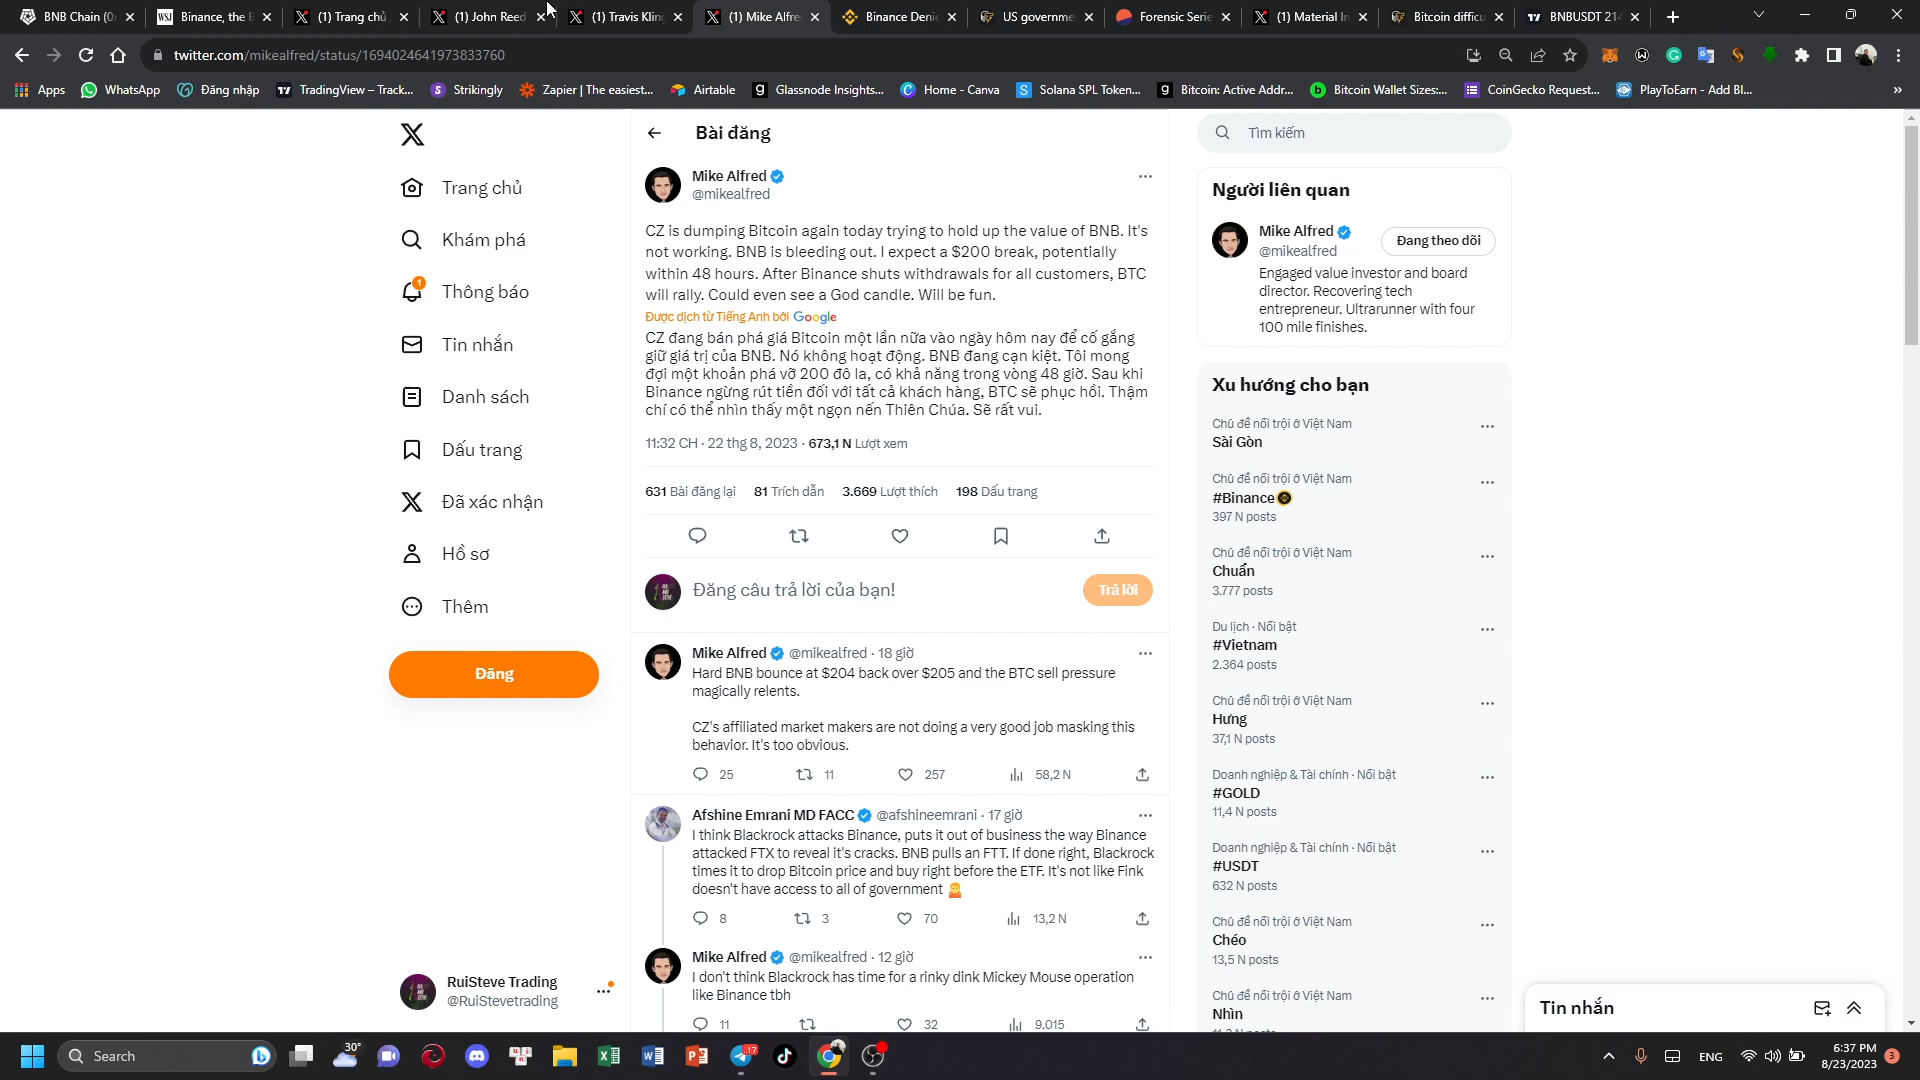 BNB Chain (0x
Binance, the B
(1) Trang chủ
(1) John Reed
(1) Travis Kling
(1) Mike Alfre
Binance Denie
US governme
Forensic Serie
(1) Material In
Bitcoin difficu
BNBUSDT 214
twitter.com/mikealfred/status/1694024641973833760
Apps
WhatsApp
Đăng nhập
TradingView – Track...
Strikingly
Zapier | The easiest...
Airtable
Glassnode Insights...
Home - Canva
Solana SPL Token...
Bitcoin: Active Addr...
Bitcoin Wallet Sizes:...
CoinGecko Request...
PlayToEarn - Add Bl...
Trang chủ
Khám phá
1
Thông báo
Tin nhắn
Danh sách
Dấu trang
Đã xác nhận
Hồ sơ
Thêm
Đăng
RuiSteve Trading
@RuiStevetrading
Bài đăng
Mike Alfred
@mikealfred
CZ is dumping Bitcoin again today trying to hold up the value of BNB. It's
not working. BNB is bleeding out. I expect a $200 break, potentially
within 48 hours. After Binance shuts withdrawals for all customers, BTC
will rally. Could even see a God candle. Will be fun.
Được dịch từ Tiếng Anh bởi Google
CZ đang bán phá giá Bitcoin một lần nữa vào ngày hôm nay để cố gắng
giữ giá trị của BNB. Nó không hoạt động. BNB đang cạn kiệt. Tôi mong
đợi một khoản phá vỡ 200 đô la, có khả năng trong vòng 48 giờ. Sau khi
Binance ngừng rút tiền đối với tất cả khách hàng, BTC sẽ phục hồi. Thậm
chí có thể nhìn thấy một ngọn nến Thiên Chúa. Sẽ rất vui.
11:32 CH · 22 thg 8, 2023 · 673,1 N Lượt xem
631 Bài đăng lại 81 Trích dẫn 3.669 Lượt thích 198 Dấu trang
Đăng câu trả lời của bạn!
Trả lời
Mike Alfred @mikealfred · 18 giờ
Hard BNB bounce at $204 back over $205 and the BTC sell pressure
magically relents.
CZ's affiliated market makers are not doing a very good job masking this
behavior. It's too obvious.
25 11 257 58,2 N
Afshine Emrani MD FACC @afshineemrani · 17 giờ
I think Blackrock attacks Binance, puts it out of business the way Binance
attacked FTX to reveal it's cracks. BNB pulls an FTT. If done right, Blackrock
times it to drop Bitcoin price and buy right before the ETF. It's not like Fink
doesn't have access to all of government
8 3 70 13,2 N
Mike Alfred @mikealfred · 12 giờ
I don't think Blackrock has time for a rinky dink Mickey Mouse operation
like Binance tbh
11 32 9.015
Tìm kiếm
Người liên quan
Mike Alfred
@mikealfred
Đang theo dõi
Engaged value investor and board
director. Recovering tech
entrepreneur. Ultrarunner with four
100 mile finishes.
Xu hướng cho bạn
Chủ đề nổi trội ở Việt Nam
Sài Gòn
Chủ đề nổi trội ở Việt Nam
#Binance
397 N posts
Chủ đề nổi trội ở Việt Nam
Chuẩn
3.777 posts
Du lịch · Nổi bật
#Vietnam
2.364 posts
Chủ đề nổi trội ở Việt Nam
Hưng
37,1 N posts
Doanh nghiệp & Tài chính · Nổi bật
#GOLD
11,4 N posts
Doanh nghiệp & Tài chính · Nổi bật
#USDT
632 N posts
Chủ đề nổi trội ở Việt Nam
Chéo
13,5 N posts
Chủ đề nổi trội ở Việt Nam
Nhìn
Tin nhắn
Search
30°
17
ENG
6:37 PM
8/23/2023
3